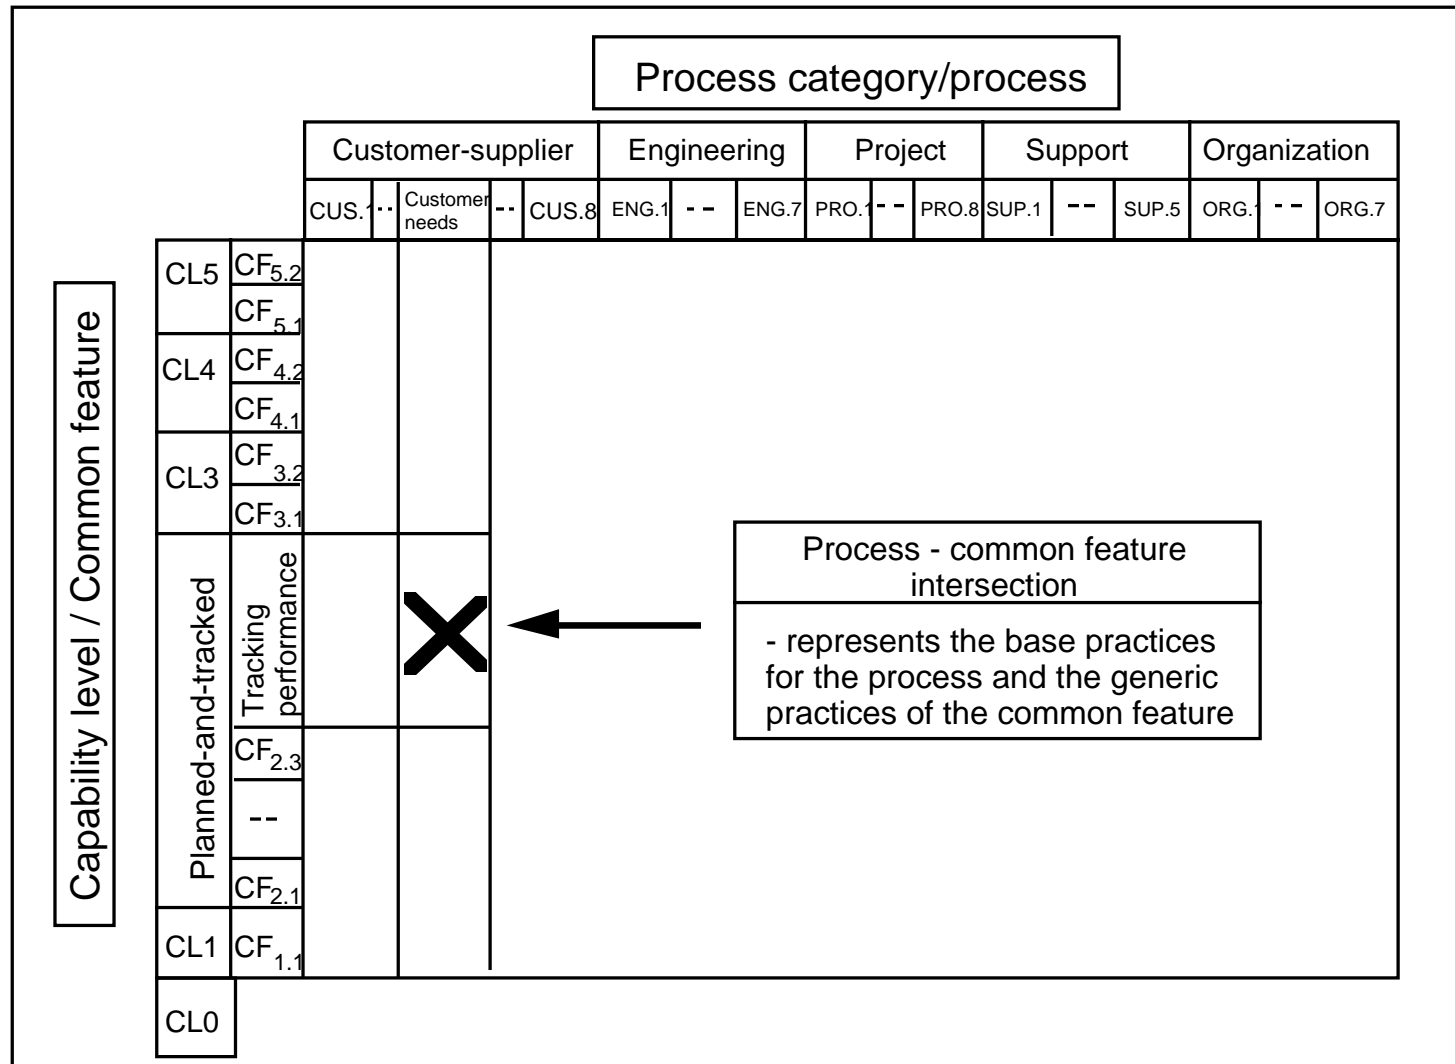 Process category/process
Customer-supplier Engineering Project Support Organization
CUS.1 -- Customer needs -- CUS.8 ENG.1 -- ENG.7 PRO.1 -- PRO.8 SUP.1 -- SUP.5 ORG.1 -- ORG.7
Capability level / Common feature
CL5 CF5.2
CF5.1
CL4 CF4.2
CF4.1
CL3 CF3.2
CF3.1
Planned-and-tracked
Tracking
performance
CF2.3
--
CF2.1
CL1 CF1.1
CL0
Process - common feature
intersection
- represents the base practices
for the process and the generic
practices of the common feature